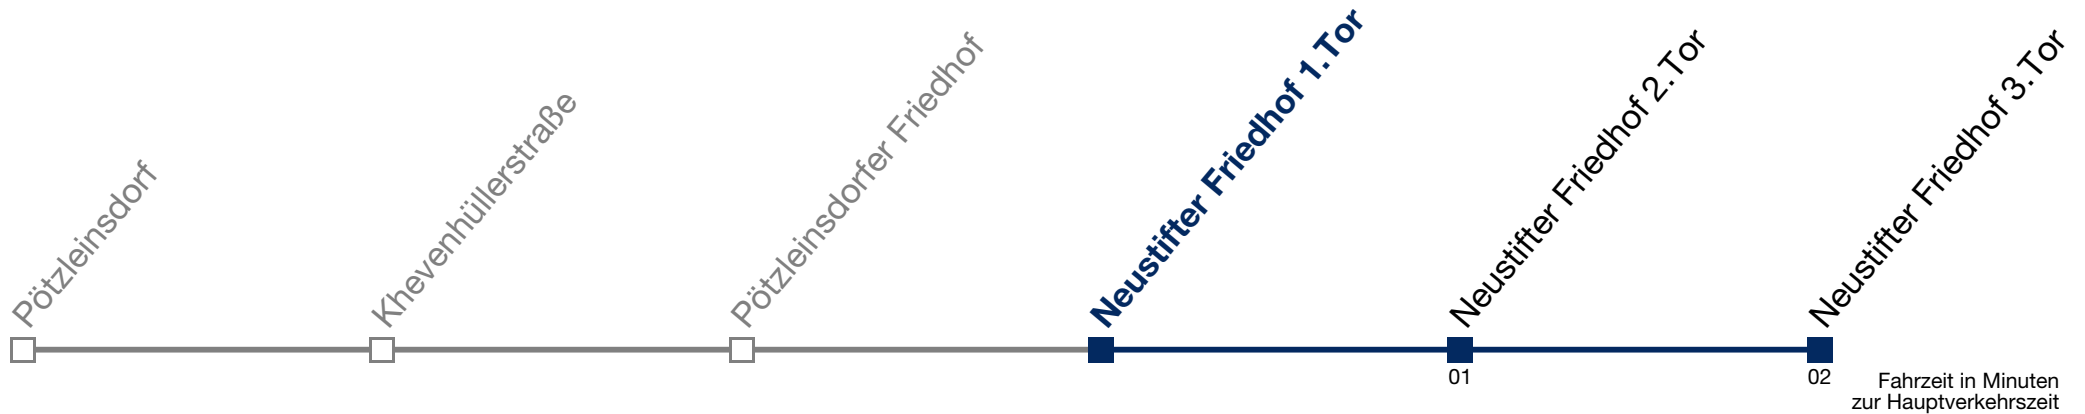 Pötzleinsdorf
Khevenhüllerstraße
Pötzleinsdorfer Friedhof
Neustifter Friedhof 1.Tor
Neustifter Friedhof 2.Tor
Neustifter Friedhof 3.Tor
01
02
Fahrzeit in Minuten
zur Hauptverkehrszeit